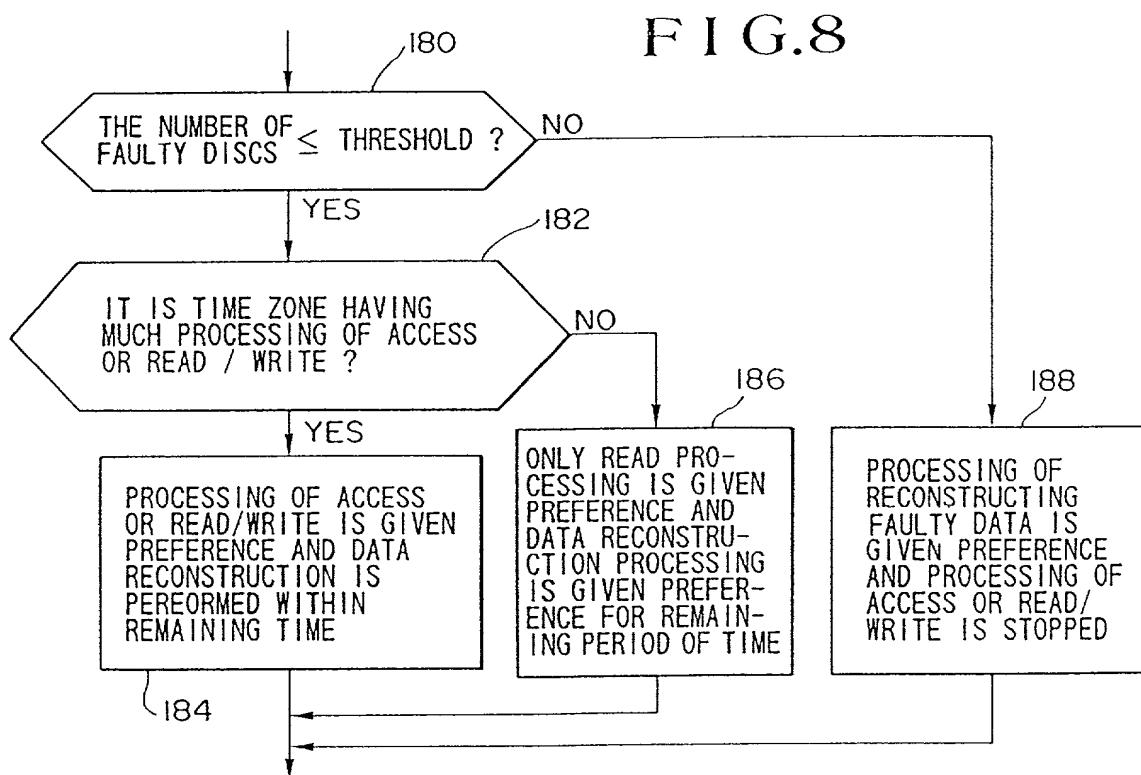 FIG.8
180
THE NUMBER OF
FAULTY DISCS ≤ THRESHOLD ?
NO
YES
182
IT IS TIME ZONE HAVING
MUCH PROCESSING OF ACCESS
OR READ / WRITE ?
NO
YES
184
PROCESSING OF ACCESS
OR READ/WRITE IS GIVEN
PREFERENCE AND DATA
RECONSTRUCTION IS
PEREORMED WITHIN
REMAINING TIME
186
ONLY READ PRO-
CESSING IS GIVEN
PREFERENCE AND
DATA RECONSTRU-
CTION PROCESSING
IS GIVEN PREFER-
ENCE FOR REMAIN-
ING PERIOD OF TIME
188
PROCESSING OF
RECONSTRUCTING
FAULTY DATA IS
GIVEN PREFERENCE
AND PROCESSING OF
ACCESS OR READ/
WRITE IS STOPPED